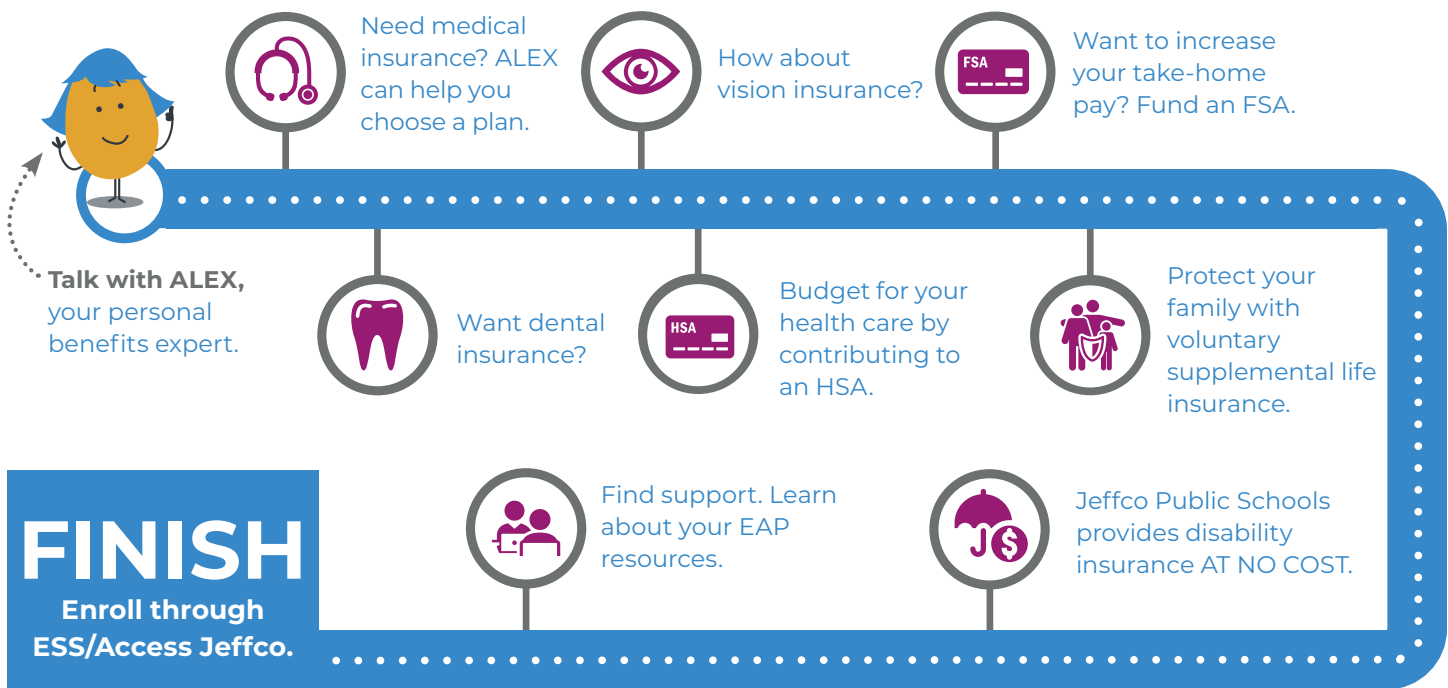 Need medical
insurance? ALEX
can help you
choose a plan.
How about
vision insurance?
FSA
Want to increase
your take-home
pay? Fund an FSA.
Talk with ALEX,
your personal
benefits expert.
Want dental
insurance?
HSA
Budget for your
health care by
contributing to
an HSA.
Protect your
family with
voluntary
supplemental life
insurance.
FINISH
Enroll through
ESS/Access Jeffco.
Find support. Learn
about your EAP
resources.
$
Jeffco Public Schools
provides disability
insurance AT NO COST.